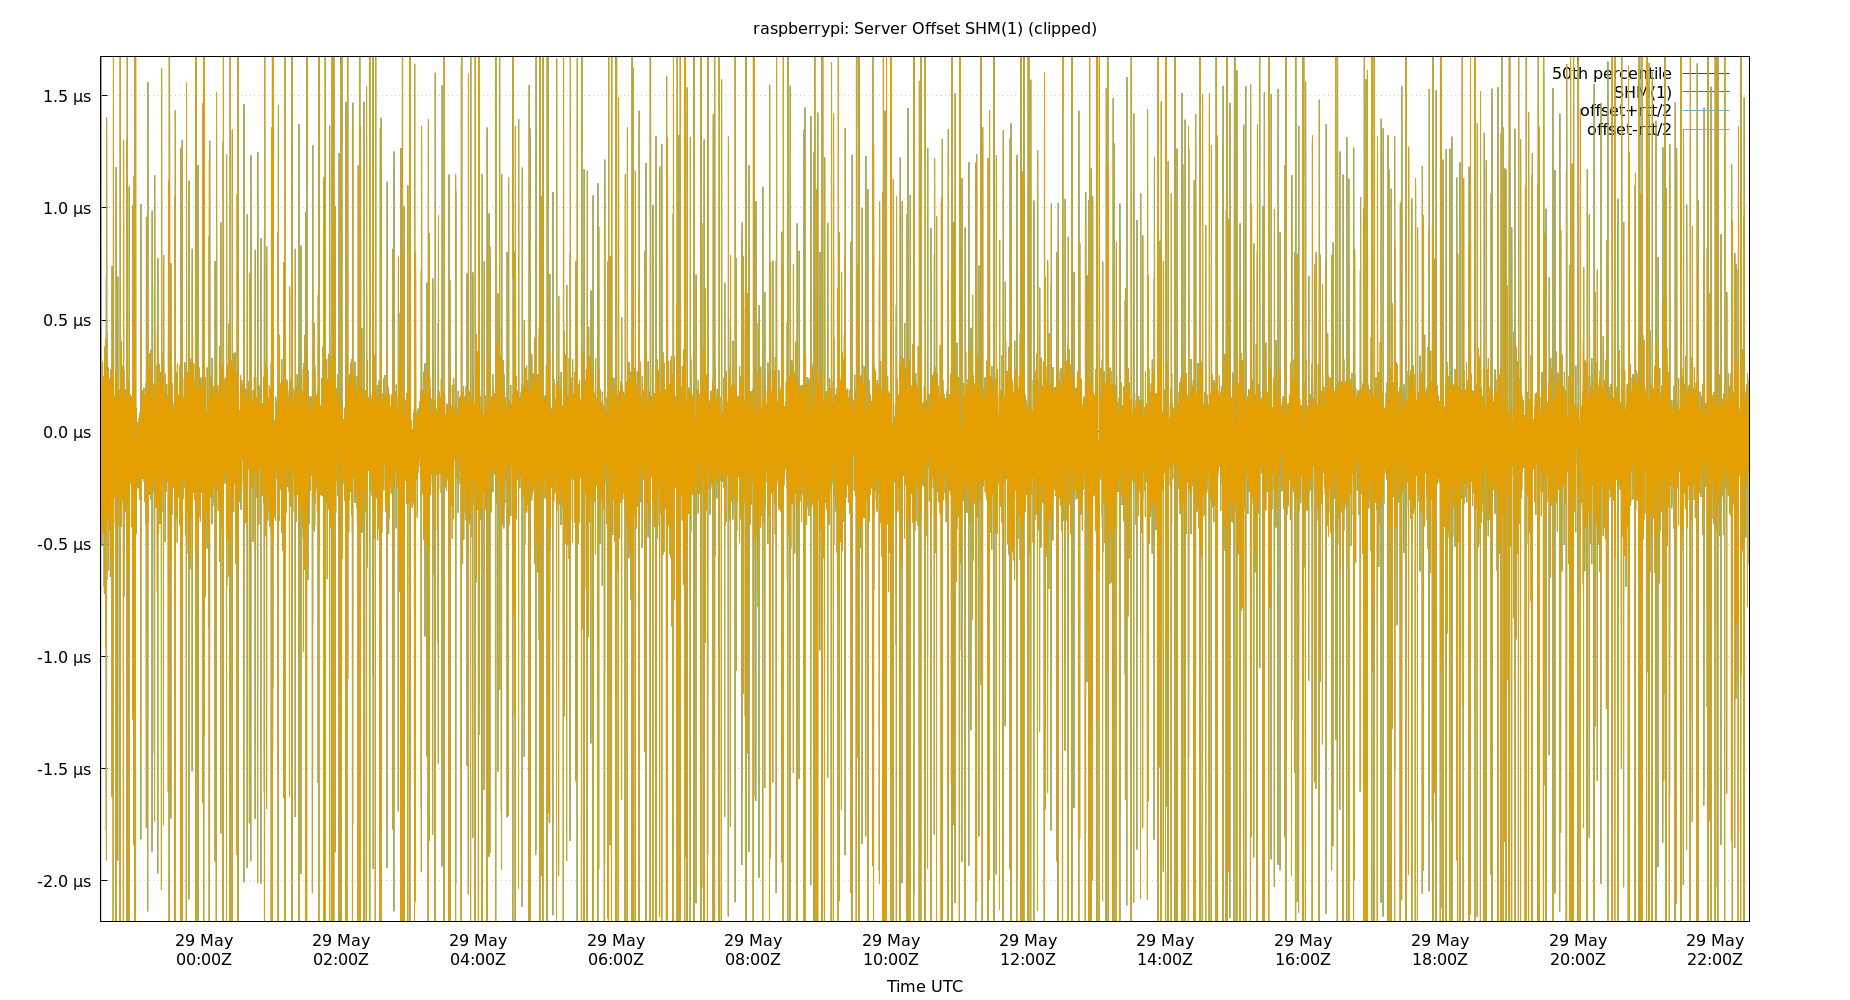 raspberrypi: Server Offset SHM(1) (clipped)
50th percentile
SHM(1)
offset+rtt/2
offset-rtt/2
1.5 µs
1.0 µs
0.5 µs
0.0 µs
-0.5 µs
-1.0 µs
-1.5 µs
-2.0 µs
29 May 29 May 29 May 29 May 29 May 29 May 29 May 29 May 29 May 29 May 29 May 29 May
00:00Z 02:00Z 04:00Z 06:00Z 08:00Z 10:00Z 12:00Z 14:00Z 16:00Z 18:00Z 20:00Z 22:00Z
Time UTC